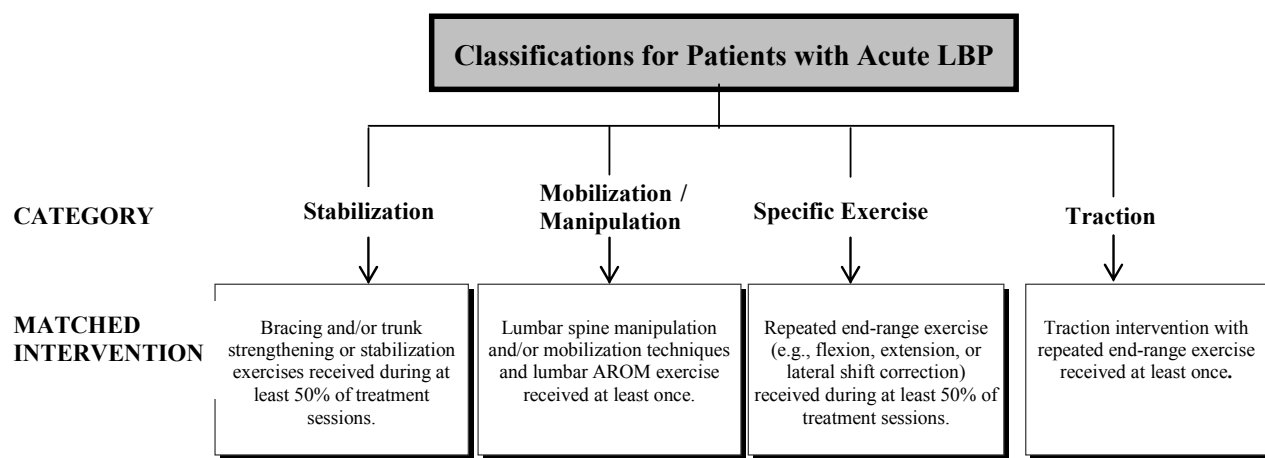 Classifications for Patients with Acute LBP
CATEGORY
Stabilization
Mobilization /
Manipulation
Specific Exercise
Traction
MATCHED
INTERVENTION
Bracing and/or trunk
strengthening or stabilization
exercises received during at
least 50% of treatment
sessions.
Lumbar spine manipulation
and/or mobilization techniques
and lumbar AROM exercise
received at least once.
Repeated end-range exercise
(e.g., flexion, extension, or
lateral shift correction)
received during at least 50% of
treatment sessions.
Traction intervention with
repeated end-range exercise
received at least once.